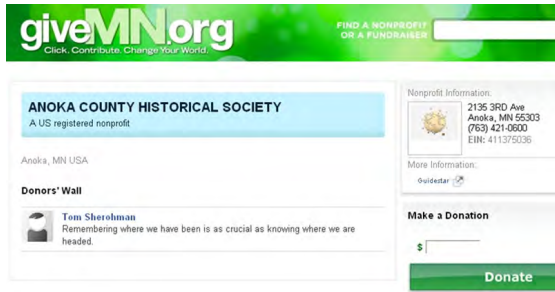 giveMN.org
Click. Contribute. Change Your World.
FIND A NONPROFIT
OR A FUNDRAISER
ANOKA COUNTY HISTORICAL SOCIETY
A US registered nonprofit
Anoka, MN USA
Donors' Wall
Tom Sherohman
Remembering where we have been is as crucial as knowing where we are
headed.
Nonprofit Information:
2135 3RD Ave
Anoka, MN 55303
(763) 421-0600
EIN: 411375036
More Information:
Guidestar
Make a Donation
$
Donate